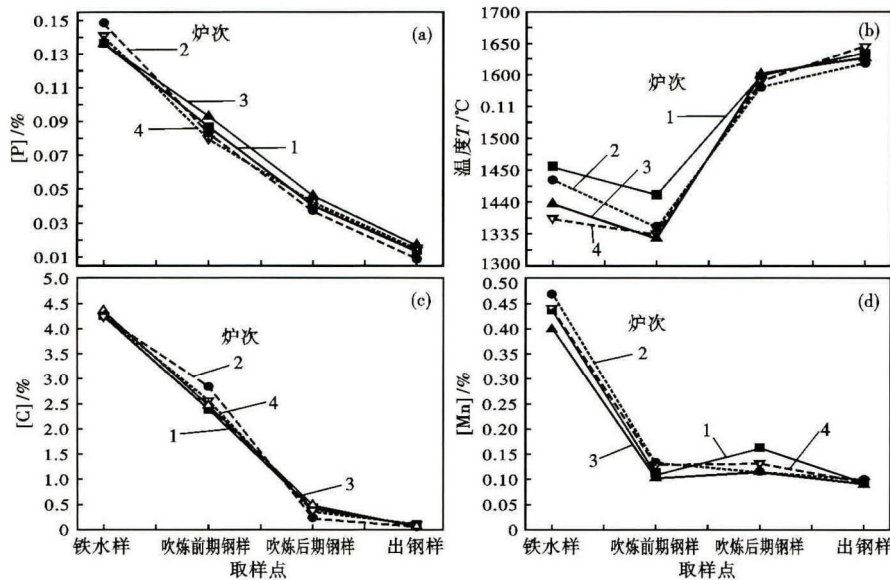 0.15
0.13
0.11
0.09
0.07
0.05
0.03
0.01
[P]/%
炉次
2
3
4
1
(a)
1650
1700
1600
0.11
1500
1450
1440
1335
1300
温度T/℃
炉次
1
2
3
4
(b)
5.0
4.5
4.0
3.5
3.0
2.5
2.0
1.5
1.0
0.5
0
[C]/%
炉次
2
4
1
3
(c)
铁水样
吹炼前期钢样
吹炼后期钢样
出钢样
取样点
0.50
0.45
0.40
0.35
0.30
0.25
0.20
0.15
0.10
0.05
0
[Mn]/%
炉次
2
1
4
3
(d)
铁水样
吹炼前期钢样
吹炼后期钢样
出钢样
取样点